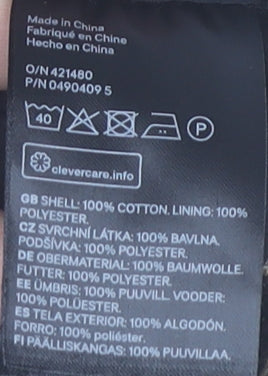 Made in China
Fabriqué en Chine
Hecho en China
O/N 421480
P/N 0490409 5
40
P
clevercare.info
GB SHELL: 100% COTTON. LINING: 100%
POLYESTER.
CZ SVRCHNÍ LÁTKA: 100% BAVLNA.
PODŠÍVKA: 100% POLYESTER.
DE OBERMATERIAL: 100% BAUMWOLLE.
FUTTER: 100% POLYESTER.
EE ÜMBRIS: 100% PUUVILL. VOODER:
100% POLÜESTER.
ES TELA EXTERIOR: 100% ALGODÓN.
FORRO: 100% poliéster.
FI PÄÄLLISKANGAS: 100% PUUVILLAA.